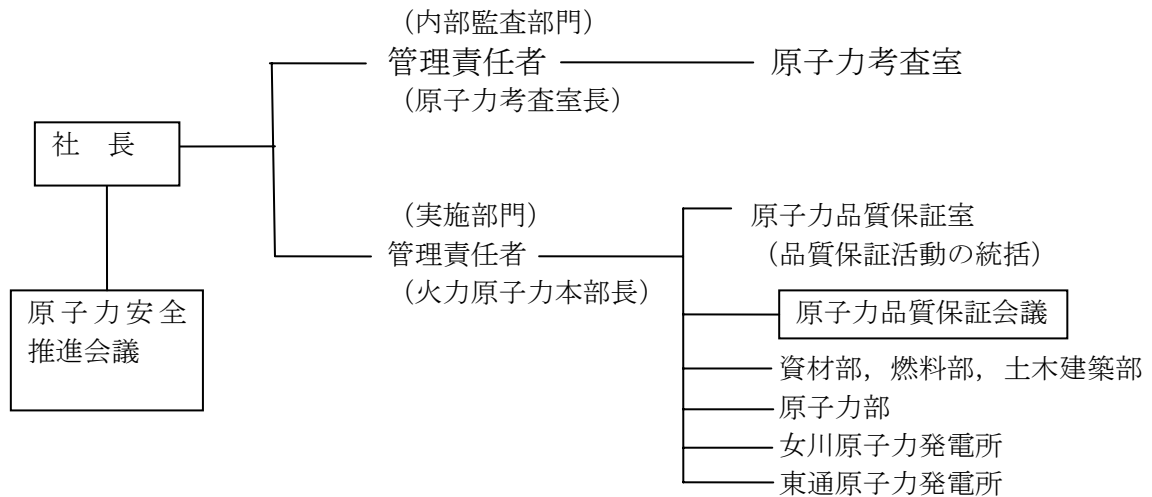 （内部監査部門）
管理責任者
原子力考査室
（原子力考査室長）
社　長
（実施部門）
管理責任者
（火力原子力本部長）
原子力品質保証室
（品質保証活動の統括）
原子力安全
推進会議
原子力品質保証会議
資材部，燃料部，土木建築部
原子力部
女川原子力発電所
東通原子力発電所